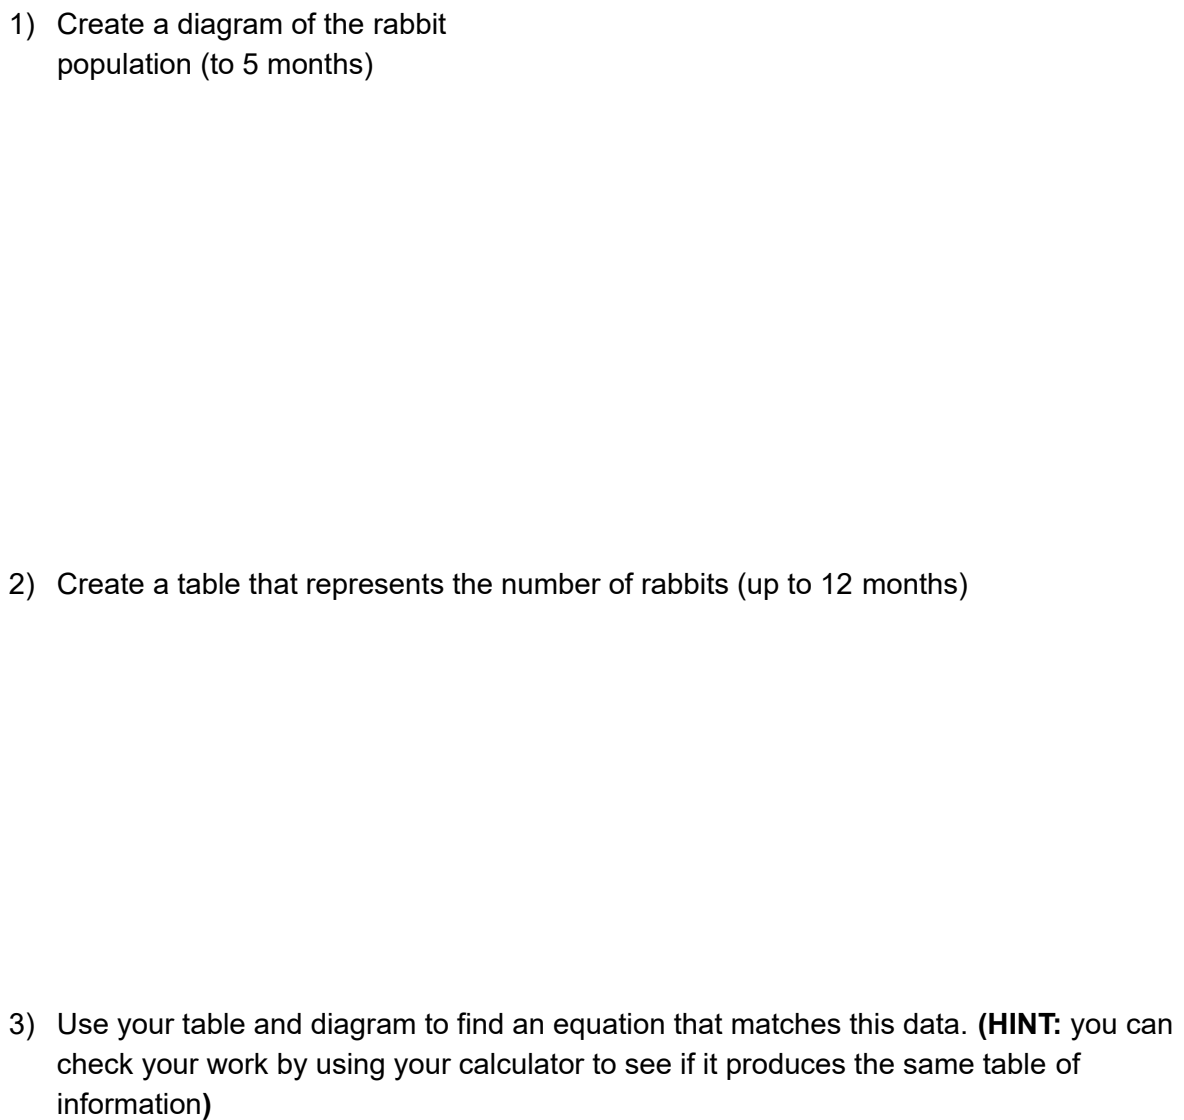 1) Create a diagram of the rabbit
population (to 5 months)
2) Create a table that represents the number of rabbits (up to 12 months)
3) Use your table and diagram to find an equation that matches this data. (HINT: you can
check your work by using your calculator to see if it produces the same table of
information)